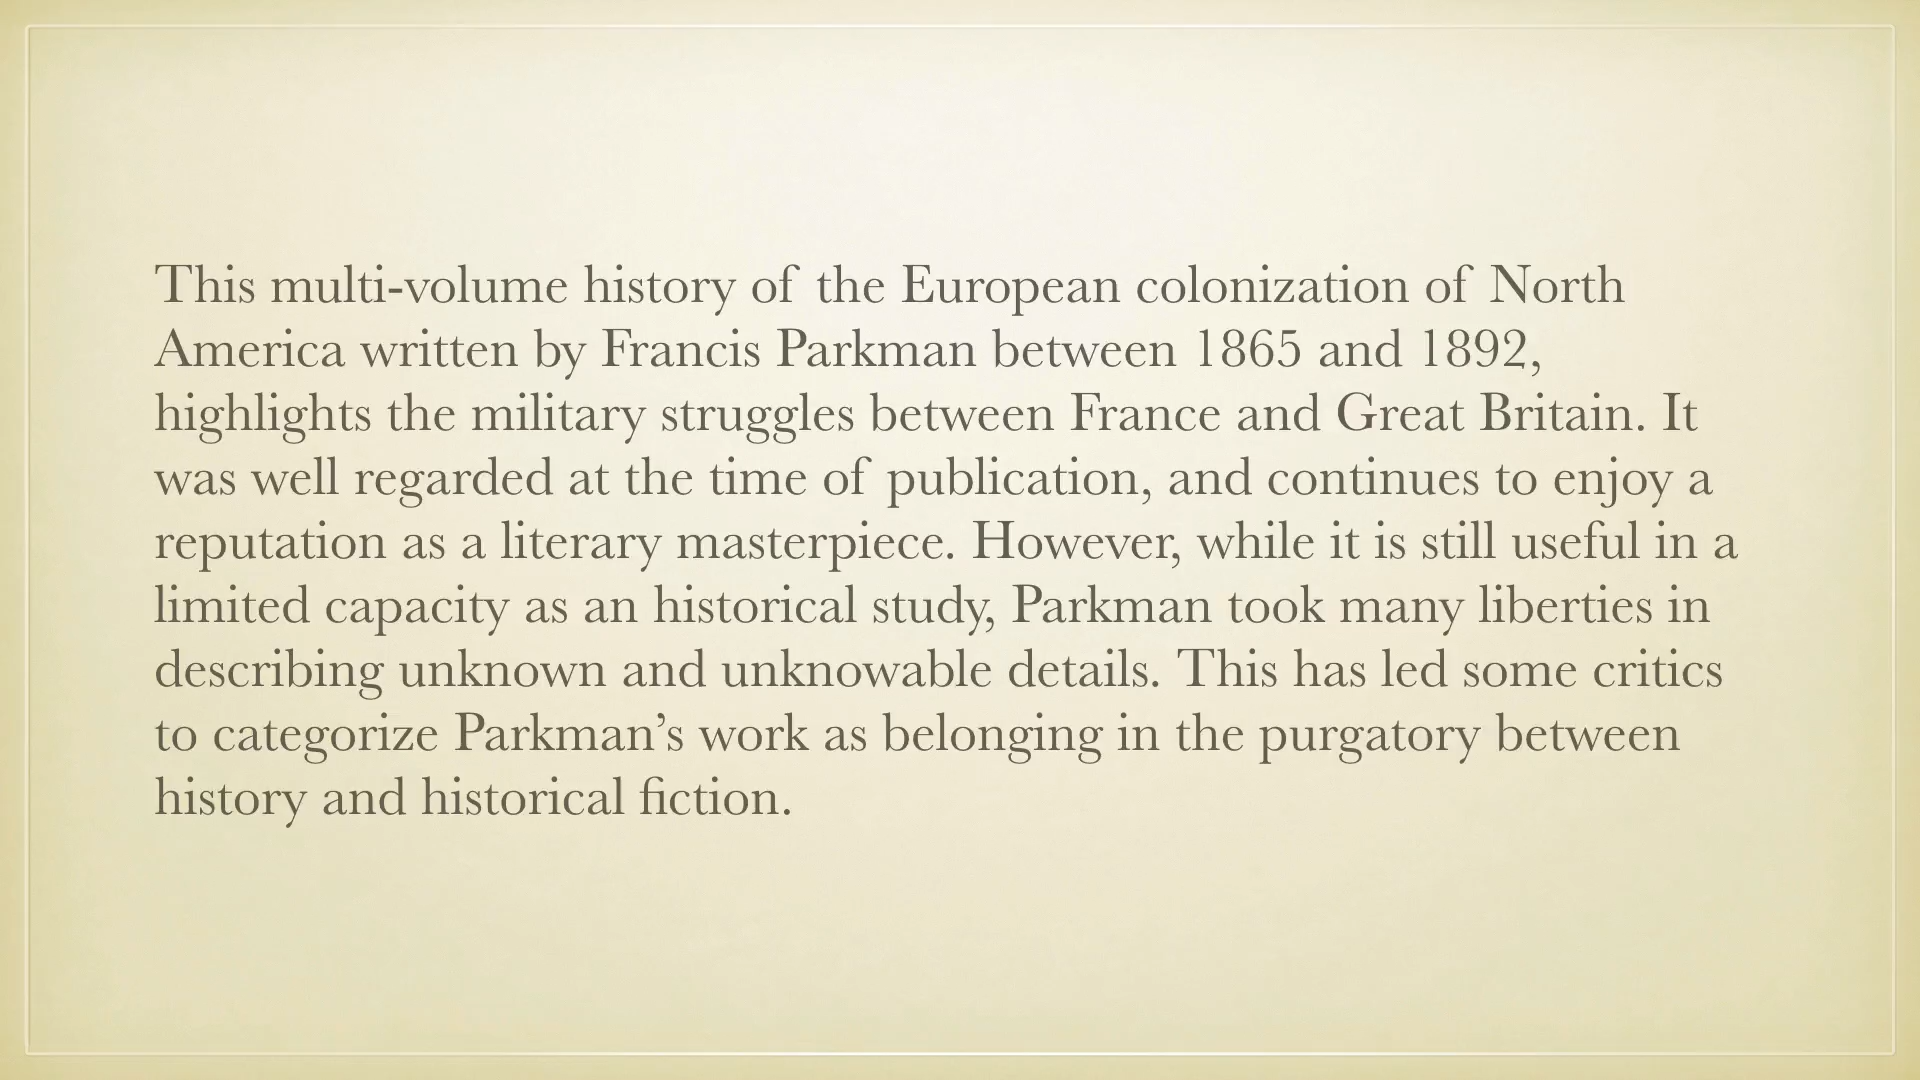 This multi-volume history of the European colonization of North
America written by Francis Parkman between 1865 and 1892,
highlights the military struggles between France and Great Britain. It
was well regarded at the time of publication, and continues to enjoy a
reputation as a literary masterpiece. However, while it is still useful in a
limited capacity as an historical study, Parkman took many liberties in
describing unknown and unknowable details. This has led some critics
to categorize Parkman’s work as belonging in the purgatory between
history and historical fiction.